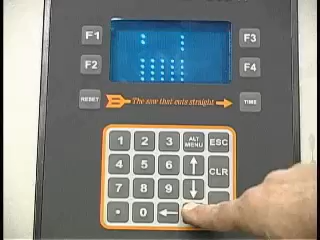 F1 F3
F2 F4
RESET The saw that cuts straight TIME
1 2 3 ALT MENU ESC
4 5 6 CLR
7 8 9
. 0